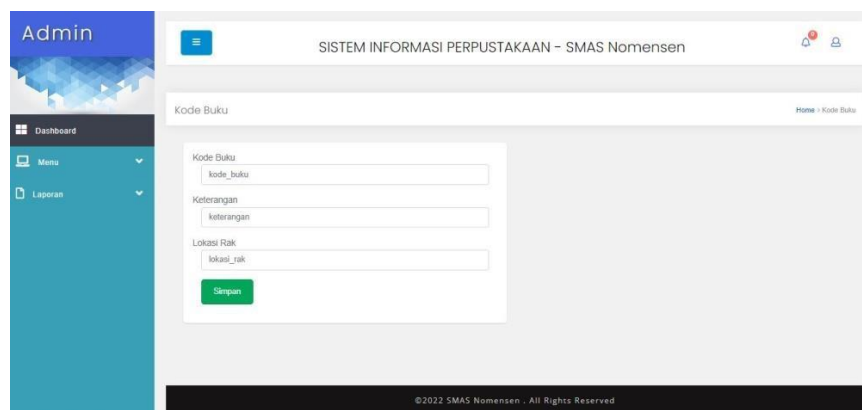 Admin
SISTEM INFORMASI PERPUSTAKAAN - SMAS Nomensen
Kode Buku
Home > Kode Buku
Dashboard
Menu
Laporan
Kode Buku
kode_buku
Keterangan
keterangan
Lokasi Rak
lokasi_rak
Simpan
©2022 SMAS Nomensen . All Rights Reserved